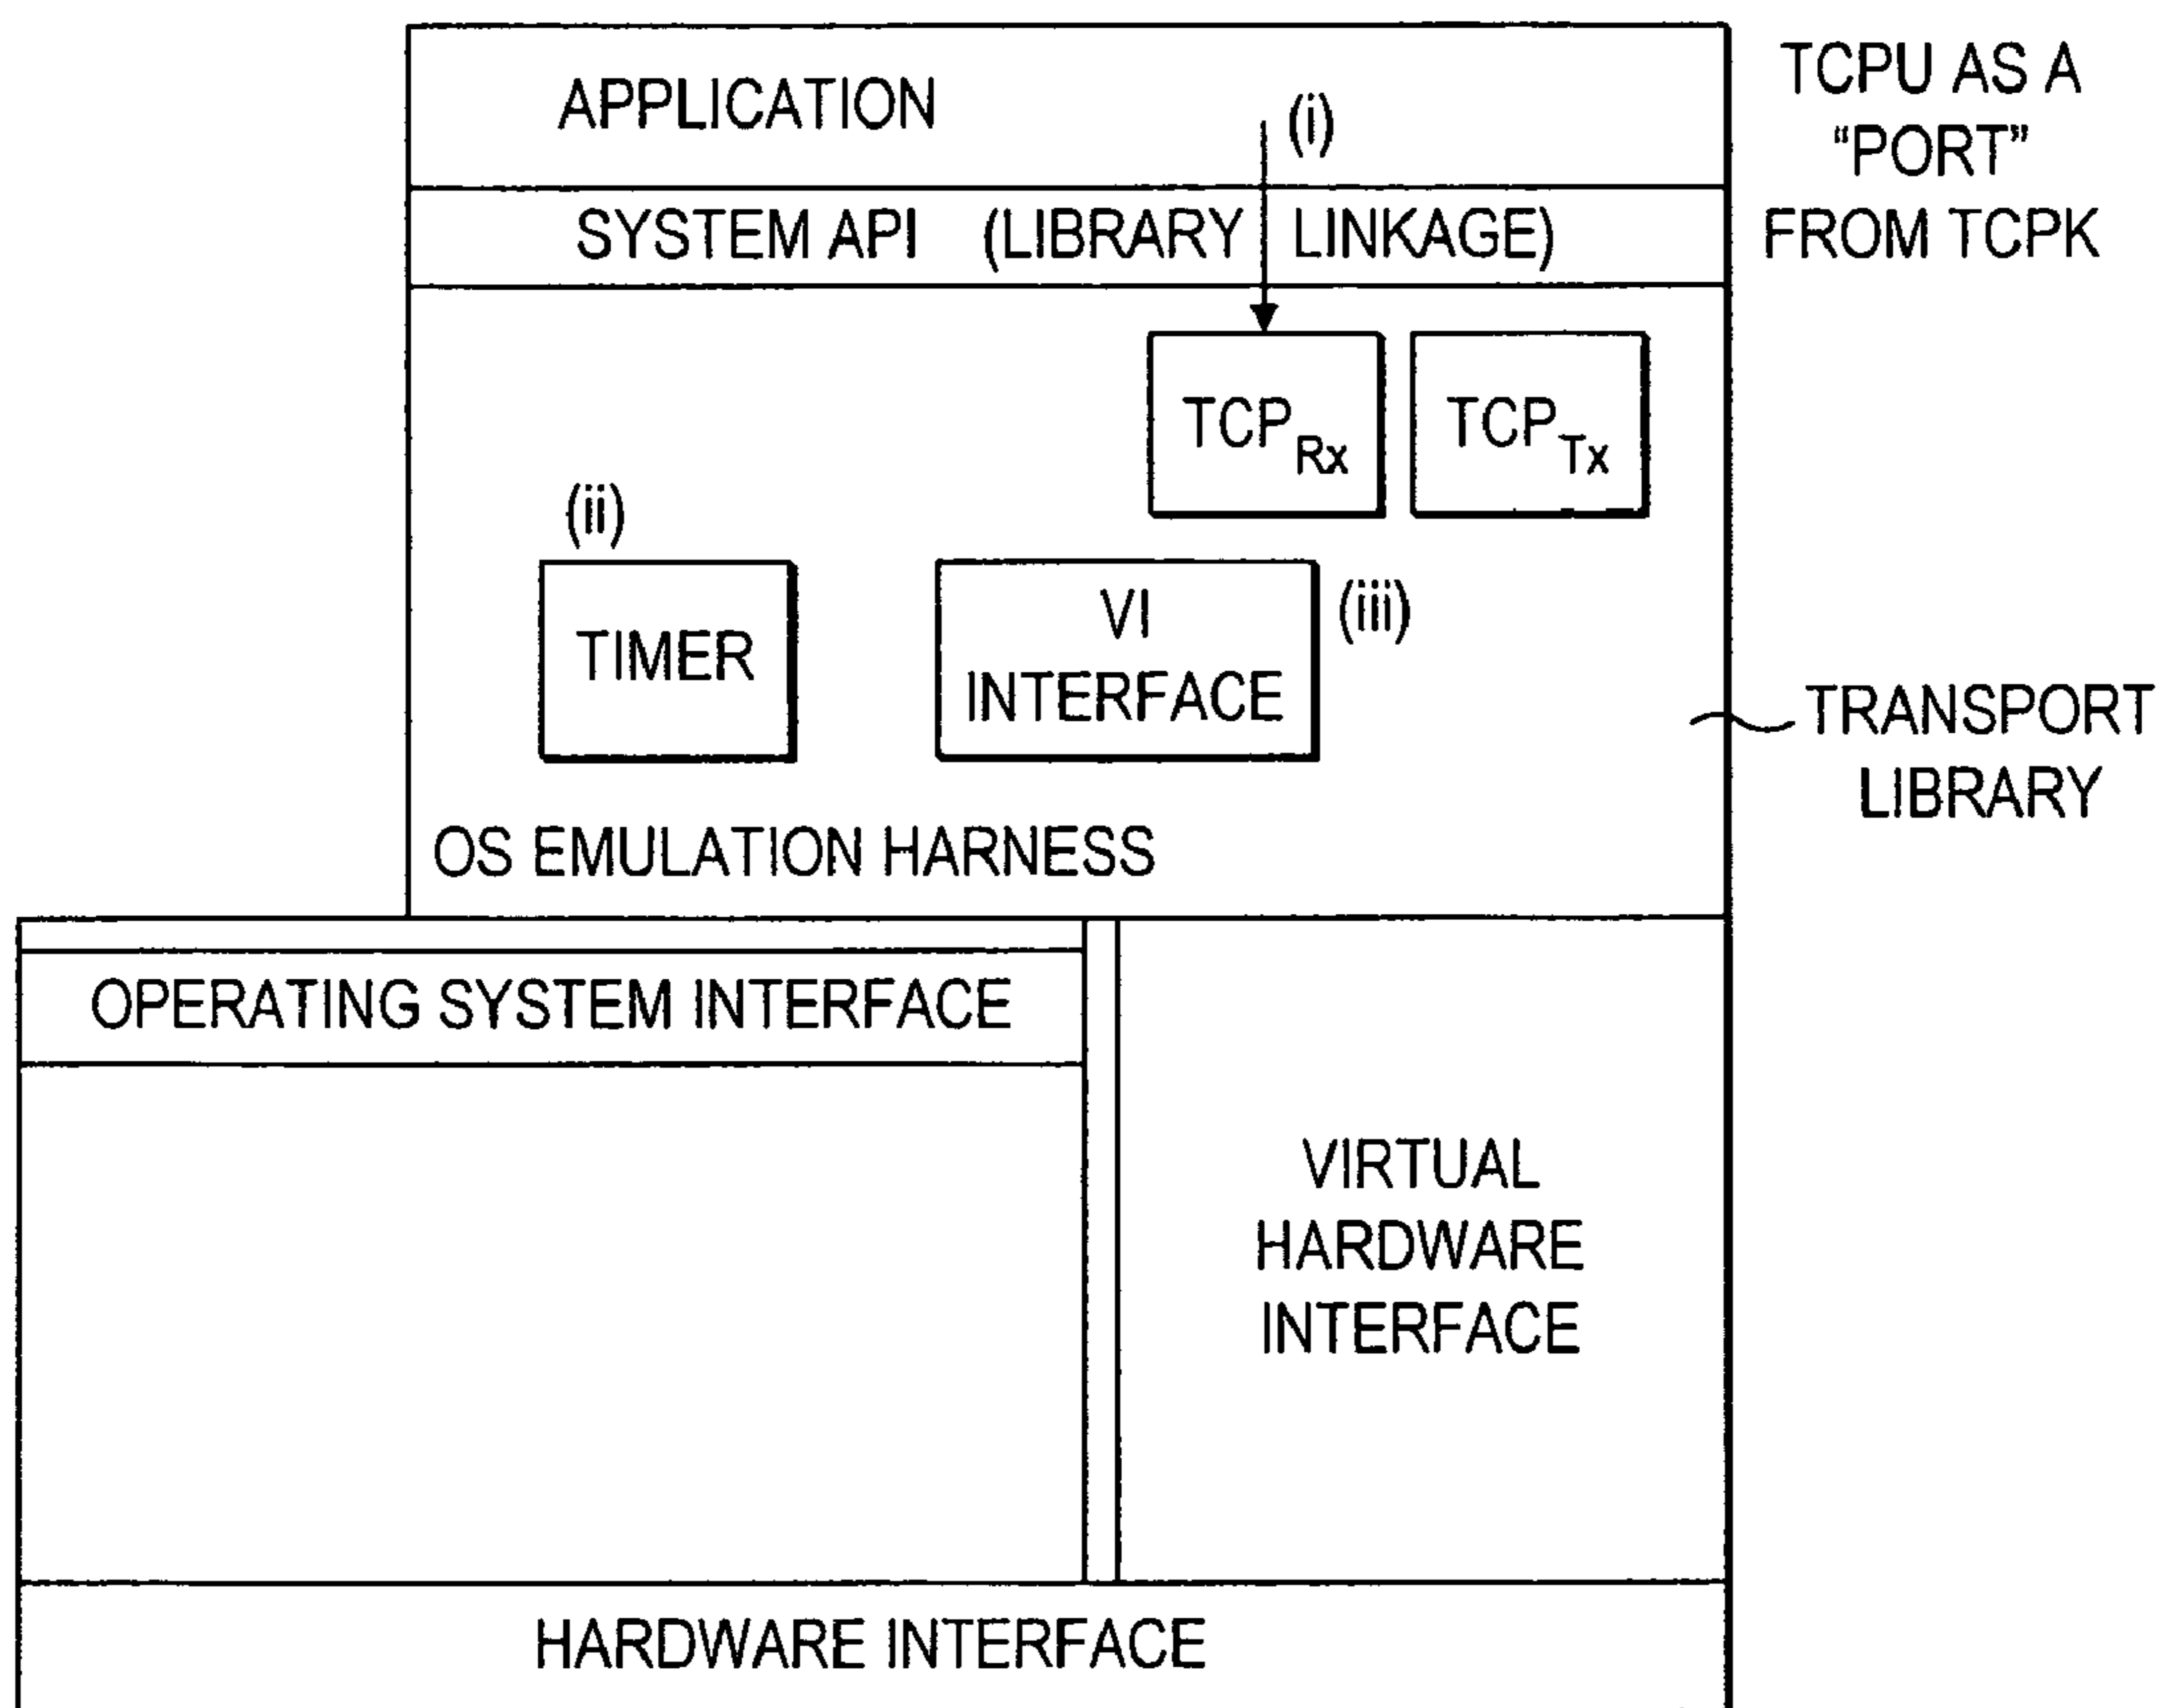 TCPU AS A
"PORT"
FROM TCPK
APPLICATION
(i)
SYSTEM API (LIBRARY LINKAGE)
TCPRx
TCPTx
(ii)
TIMER
VI
INTERFACE
(iii)
TRANSPORT
LIBRARY
OS EMULATION HARNESS
OPERATING SYSTEM INTERFACE
VIRTUAL
HARDWARE
INTERFACE
HARDWARE INTERFACE